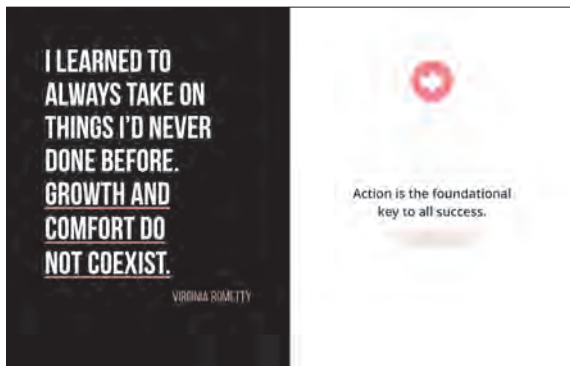 I LEARNED TO
ALWAYS TAKE ON
THINGS I'D NEVER
DONE BEFORE.
GROWTH AND
COMFORT DO
NOT COEXIST.
VIRGINIA ROMETTY
Action is the foundational
key to all success.